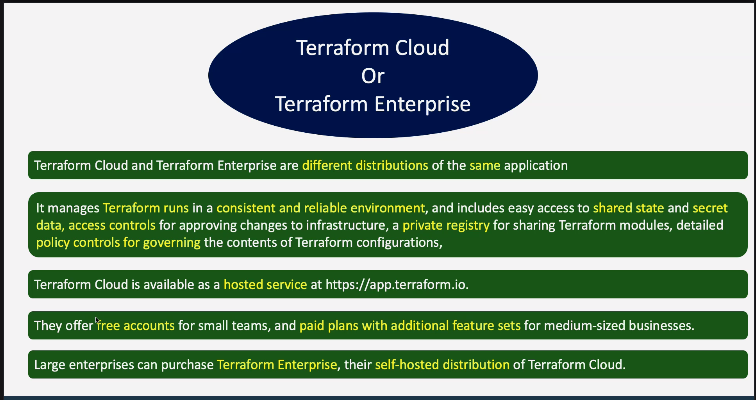 Terraform Cloud
Or
Terraform Enterprise
Terraform Cloud and Terraform Enterprise are different distributions of the same application
It manages Terraform runs in a consistent and reliable environment, and includes easy access to shared state and secret
data, access controls for approving changes to infrastructure, a private registry for sharing Terraform modules, detailed
policy controls for governing the contents of Terraform configurations,
Terraform Cloud is available as a hosted service at https://app.terraform.io.
They offer free accounts for small teams, and paid plans with additional feature sets for medium-sized businesses.
Large enterprises can purchase Terraform Enterprise, their self-hosted distribution of Terraform Cloud.